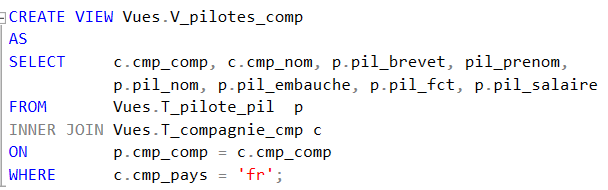 CREATE VIEW Vues.V_pilotes_comp
AS
SELECT c.cmp_comp, c.cmp_nom, p.pil_brevet, pil_prenom,
p.pil_nom, p.pil_embauche, p.pil_fct, p.pil_salaire
FROM Vues.T_pilote_pil p
INNER JOIN Vues.T_compagnie_cmp c
ON p.cmp_comp = c.cmp_comp
WHERE c.cmp_pays = 'fr';